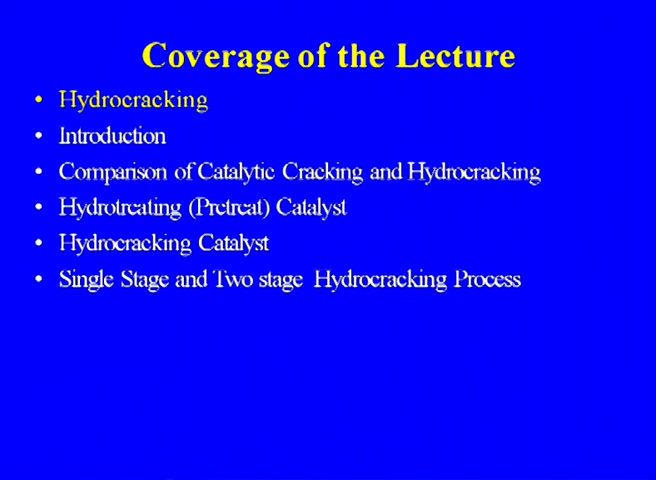 Coverage of the Lecture
• Hydrocracking
• Introduction
• Comparison of Catalytic Cracking and Hydrocracking
• Hydrotreating (Pretreat) Catalyst
• Hydrocracking Catalyst
• Single Stage and Two stage Hydrocracking Process